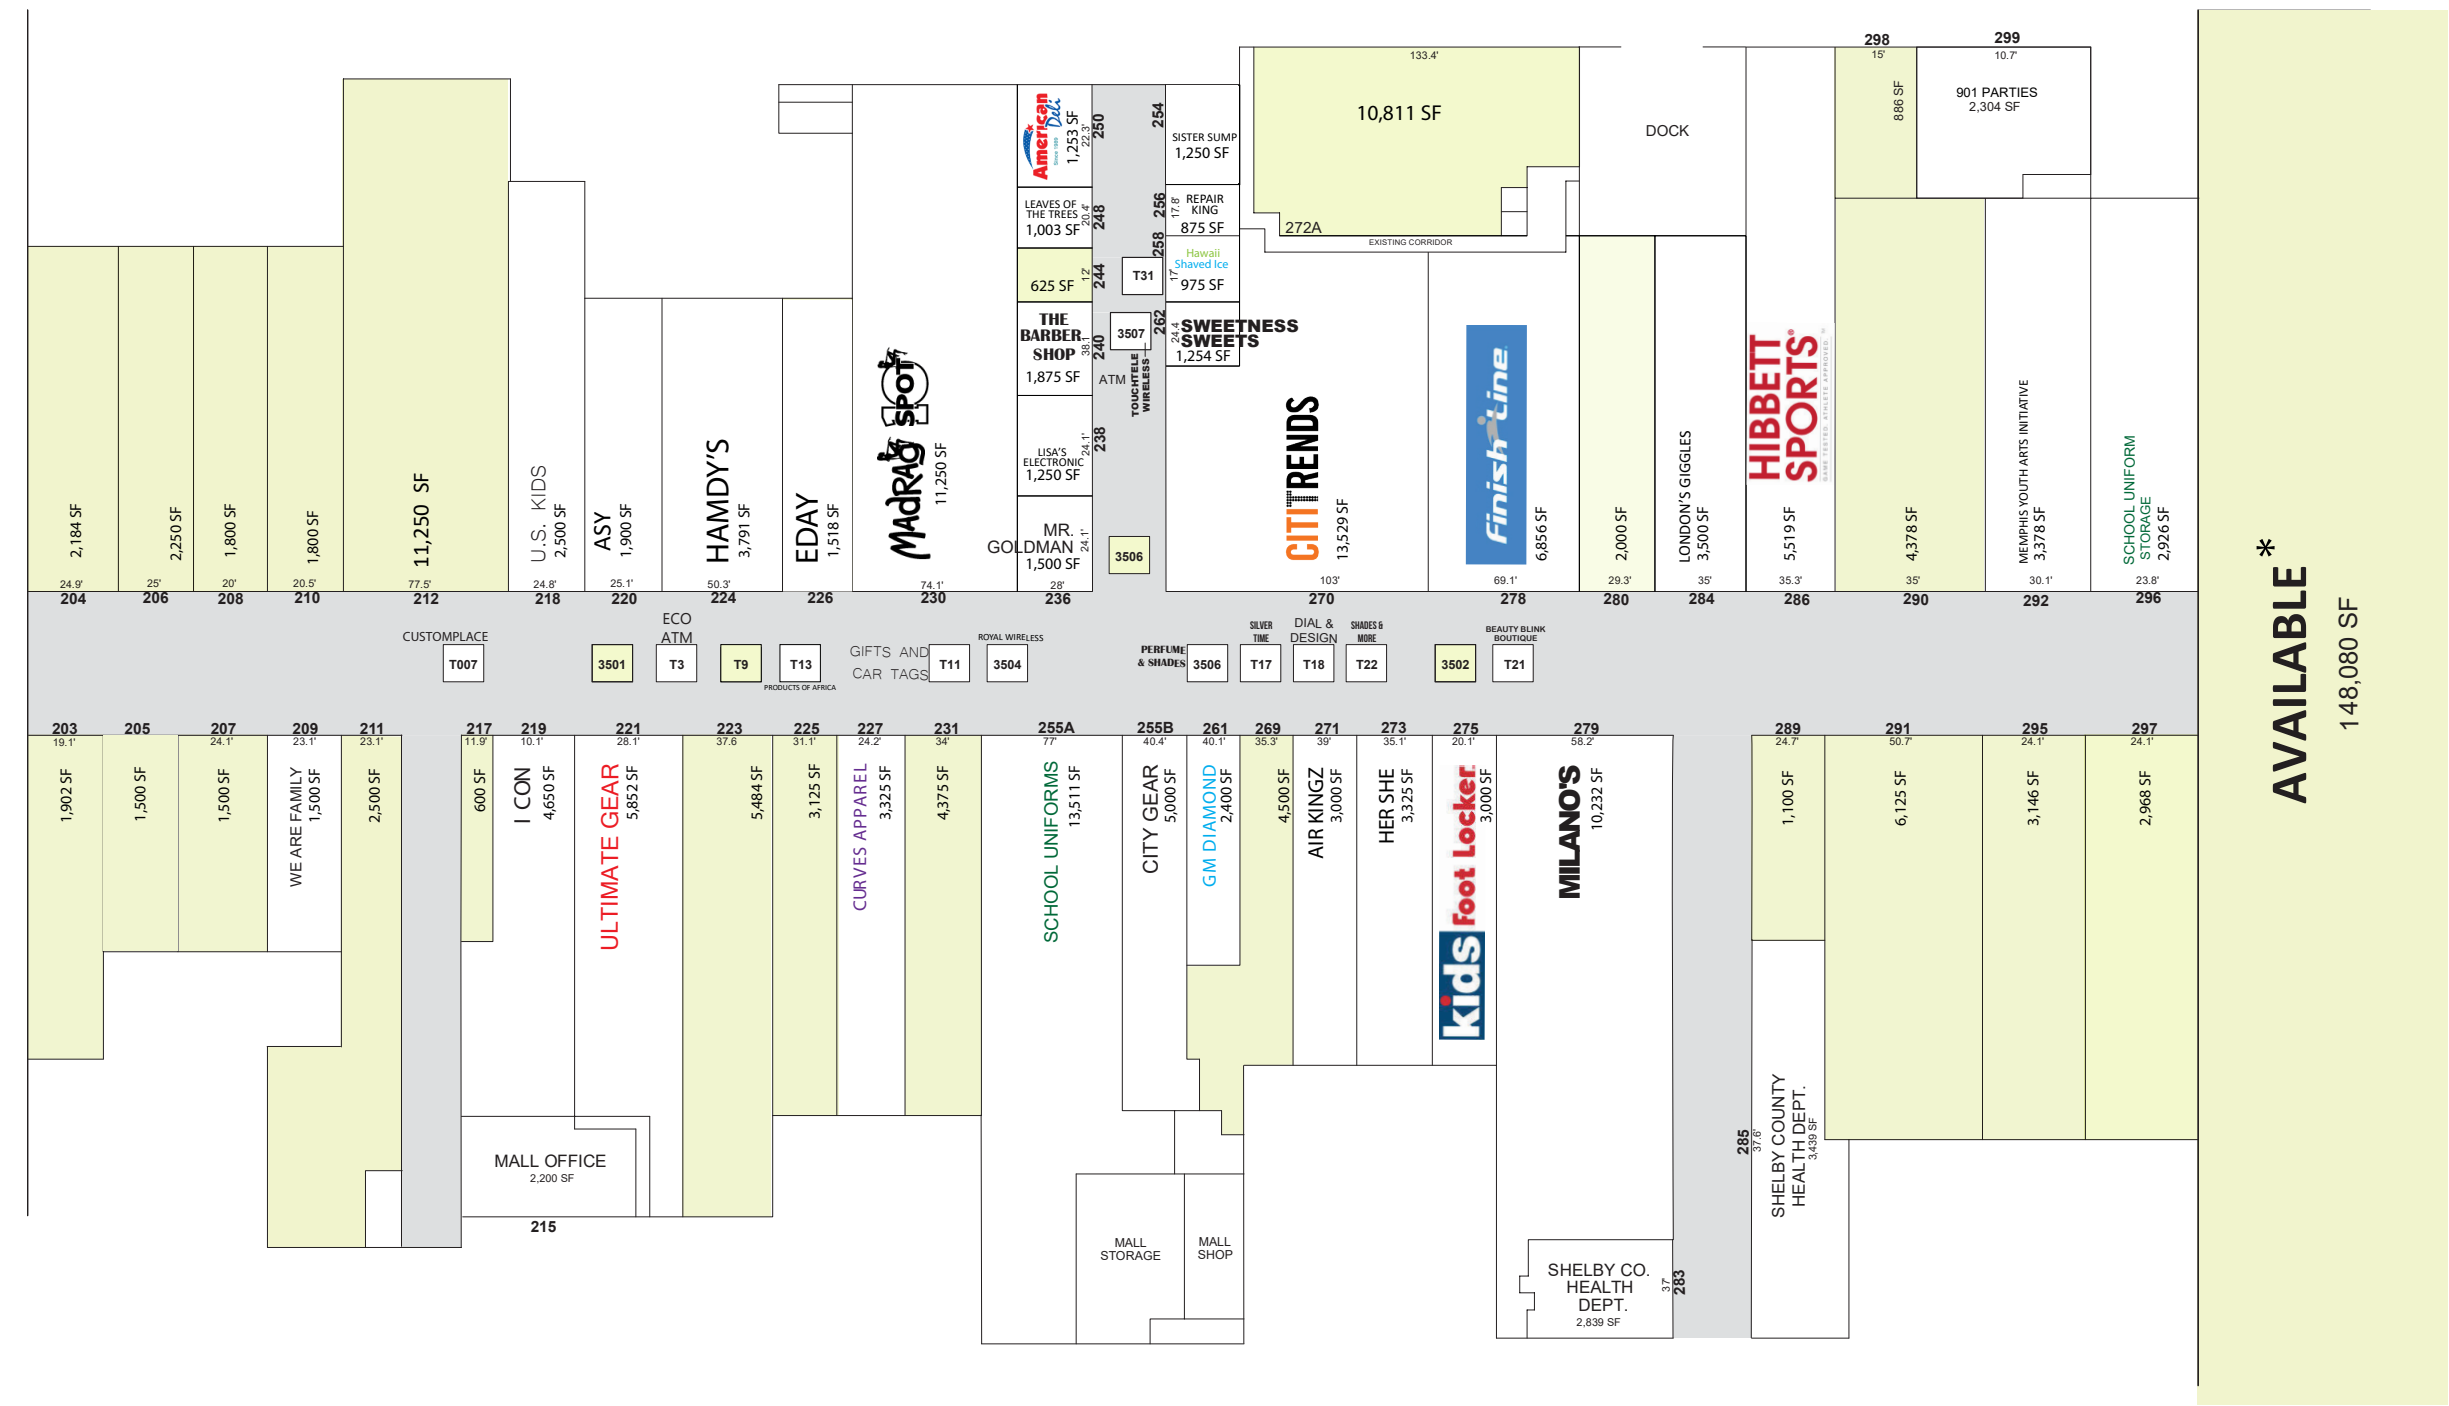 298
15'
886 SF
299
10.7'
901 PARTIES
2,304 SF
133.4'
10,811 SF
272A
EXISTING CORRIDOR
DOCK
American
Deli
Since 1989
1,253 SF
22.3'
250
LEAVES OF
THE TREES
1,003 SF
20.4'
248
625 SF
12'
244
THE
BARBER
SHOP
1,875 SF
38.1
240
ATM
LISA'S
ELECTRONIC
1,250 SF
24.1'
238
MR.
GOLDMAN
1,500 SF
24.1'
28'
236
254
SISTER SUMP
1,250 SF
256
17.8'
REPAIR
KING
875 SF
258
Hawaii
Shaved Ice
17'
975 SF
T31
262
24.4
SWEETNESS
SWEETS
1,254 SF
3507
TOUCHTELE
WIRELESS
3506
2,184 SF
24.9'
204
2,250 SF
25'
206
1,800 SF
20'
208
1,800 SF
20.5'
210
11,250 SF
77.5'
212
U.S. KIDS
2,500 SF
24.8'
218
ASY
1,900 SF
25.1'
220
HAMDY'S
3,791 SF
50.3'
224
EDAY
1,518 SF
226
MADRAG SPOT
11,250 SF
74.1'
230
CITITRENDS
13,529 SF
103'
270
Finish Line
6,856 SF
69.1'
278
2,000 SF
29.3'
280
LONDON'S GIGGLES
3,500 SF
35'
284
HIBBETT
SPORTS®
GAME TESTED. ATHLETE APPROVED.
5,519 SF
35.3'
286
4,378 SF
35'
290
MEMPHIS YOUTH ARTS INITIATIVE
3,378 SF
30.1'
292
SCHOOL UNIFORM
STORAGE
2,926 SF
23.8'
296
AVAILABLE*
148,080 SF
CUSTOMPLACE
T007
3501
ECO
ATM
T3
T9
T13
PRODUCTS OF AFRICA
GIFTS AND
CAR TAGS
T11
ROYAL WIRELESS
3504
PERFUME
& SHADES
3506
SILVER
TIME
T17
DIAL &
DESIGN
T18
SHADES &
MORE
T22
3502
BEAUTY BLINK
BOUTIQUE
T21
203
19.1'
1,902 SF
205
1,500 SF
207
24.1'
1,500 SF
209
23.1'
WE ARE FAMILY
1,500 SF
211
23.1'
2,500 SF
217
11.9'
600 SF
219
10.1'
I CON
4,650 SF
221
28.1'
ULTIMATE GEAR
5,852 SF
223
37.6
5,484 SF
225
31.1'
3,125 SF
227
24.2'
CURVES APPAREL
3,325 SF
231
34'
4,375 SF
255A
77'
SCHOOL UNIFORMS
13,511 SF
255B
40.4'
CITY GEAR
5,000 SF
261
40.1'
GM DIAMOND
2,400 SF
269
35.3'
4,500 SF
271
39'
AIR KINGZ
3,000 SF
273
35.1'
HER SHE
3,325 SF
275
20.1'
kids Foot Locker
3,000 SF
279
58.2'
MILANO'S
10,232 SF
289
24.7'
1,100 SF
291
50.7'
6,125 SF
295
24.1'
3,146 SF
297
24.1'
2,968 SF
MALL OFFICE
2,200 SF
215
MALL
STORAGE
MALL
SHOP
SHELBY CO.
HEALTH
DEPT.
2,839 SF
37'
283
285
37.6'
SHELBY COUNTY
HEALTH DEPT.
3,439 SF